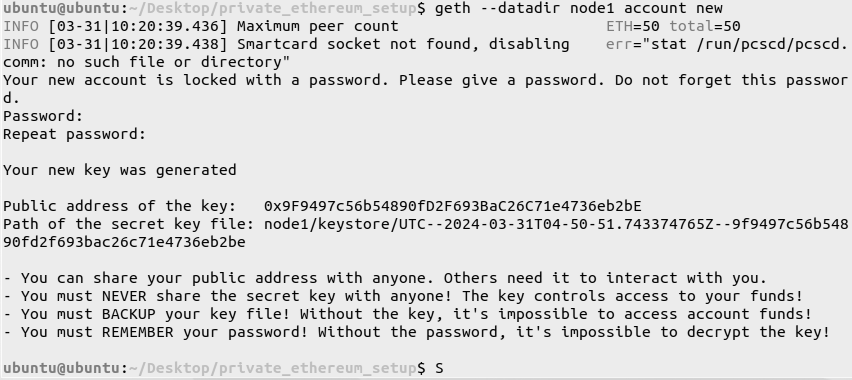 ubuntu@ubuntu:~/Desktop/private_ethereum_setup$ geth --datadir node1 account new
INFO [03-31|10:20:39.436] Maximum peer count                       ETH=50 total=50
INFO [03-31|10:20:39.438] Smartcard socket not found, disabling    err="stat /run/pcscd/pcscd.
comm: no such file or directory"
Your new account is locked with a password. Please give a password. Do not forget this passwor
d.
Password:
Repeat password:

Your new key was generated

Public address of the key:   0x9F9497c56b54890fD2F693BaC26C71e4736eb2bE
Path of the secret key file: node1/keystore/UTC--2024-03-31T04-50-51.743374765Z--9f9497c56b548
90fd2f693bac26c71e4736eb2be

- You can share your public address with anyone. Others need it to interact with you.
- You must NEVER share the secret key with anyone! The key controls access to your funds!
- You must BACKUP your key file! Without the key, it's impossible to access account funds!
- You must REMEMBER your password! Without the password, it's impossible to decrypt the key!

ubuntu@ubuntu:~/Desktop/private_ethereum_setup$ S